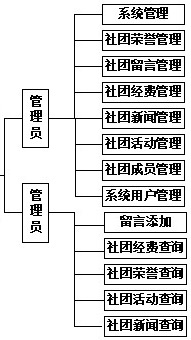 系统管理
社团荣誉管理
社团留言管理
社团经费管理
管理员
社团新闻管理
社团活动管理
社团成员管理
系统用户管理
管理员
留言添加
社团经费查询
社团荣誉查询
社团活动查询
社团新闻查询